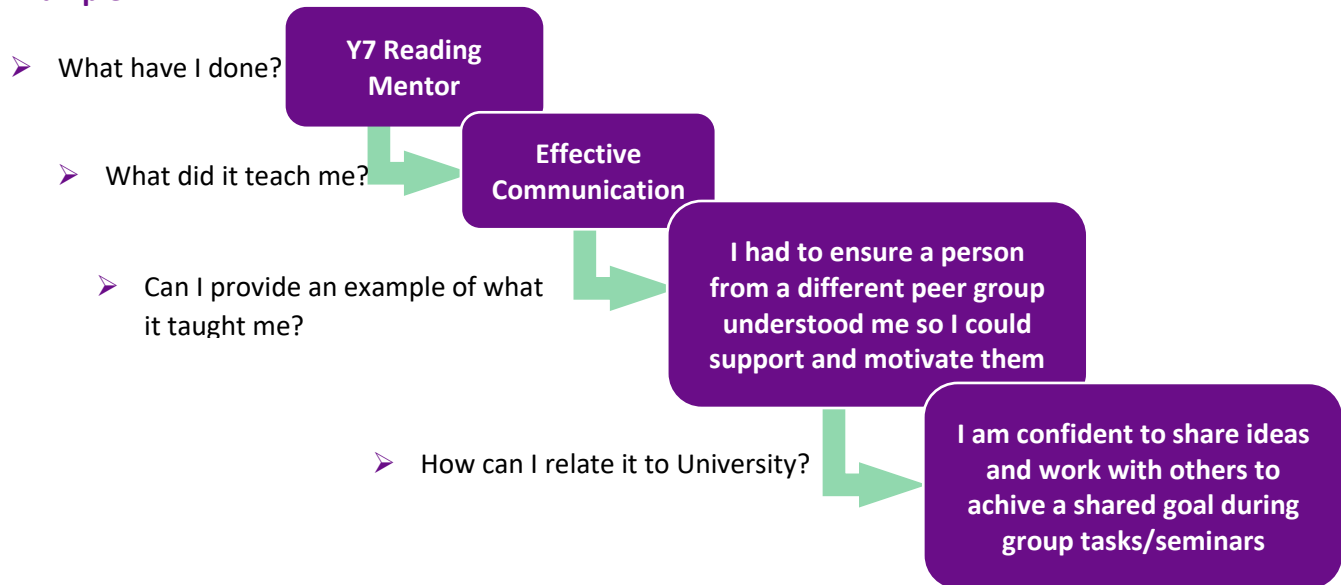 What have I done?
Y7 Reading
Mentor
What did it teach me?
Effective
Communication
Can I provide an example of what
it taught me?
I had to ensure a person
from a different peer group
understood me so I could
support and motivate them
How can I relate it to University?
I am confident to share ideas
and work with others to
achive a shared goal during
group tasks/seminars